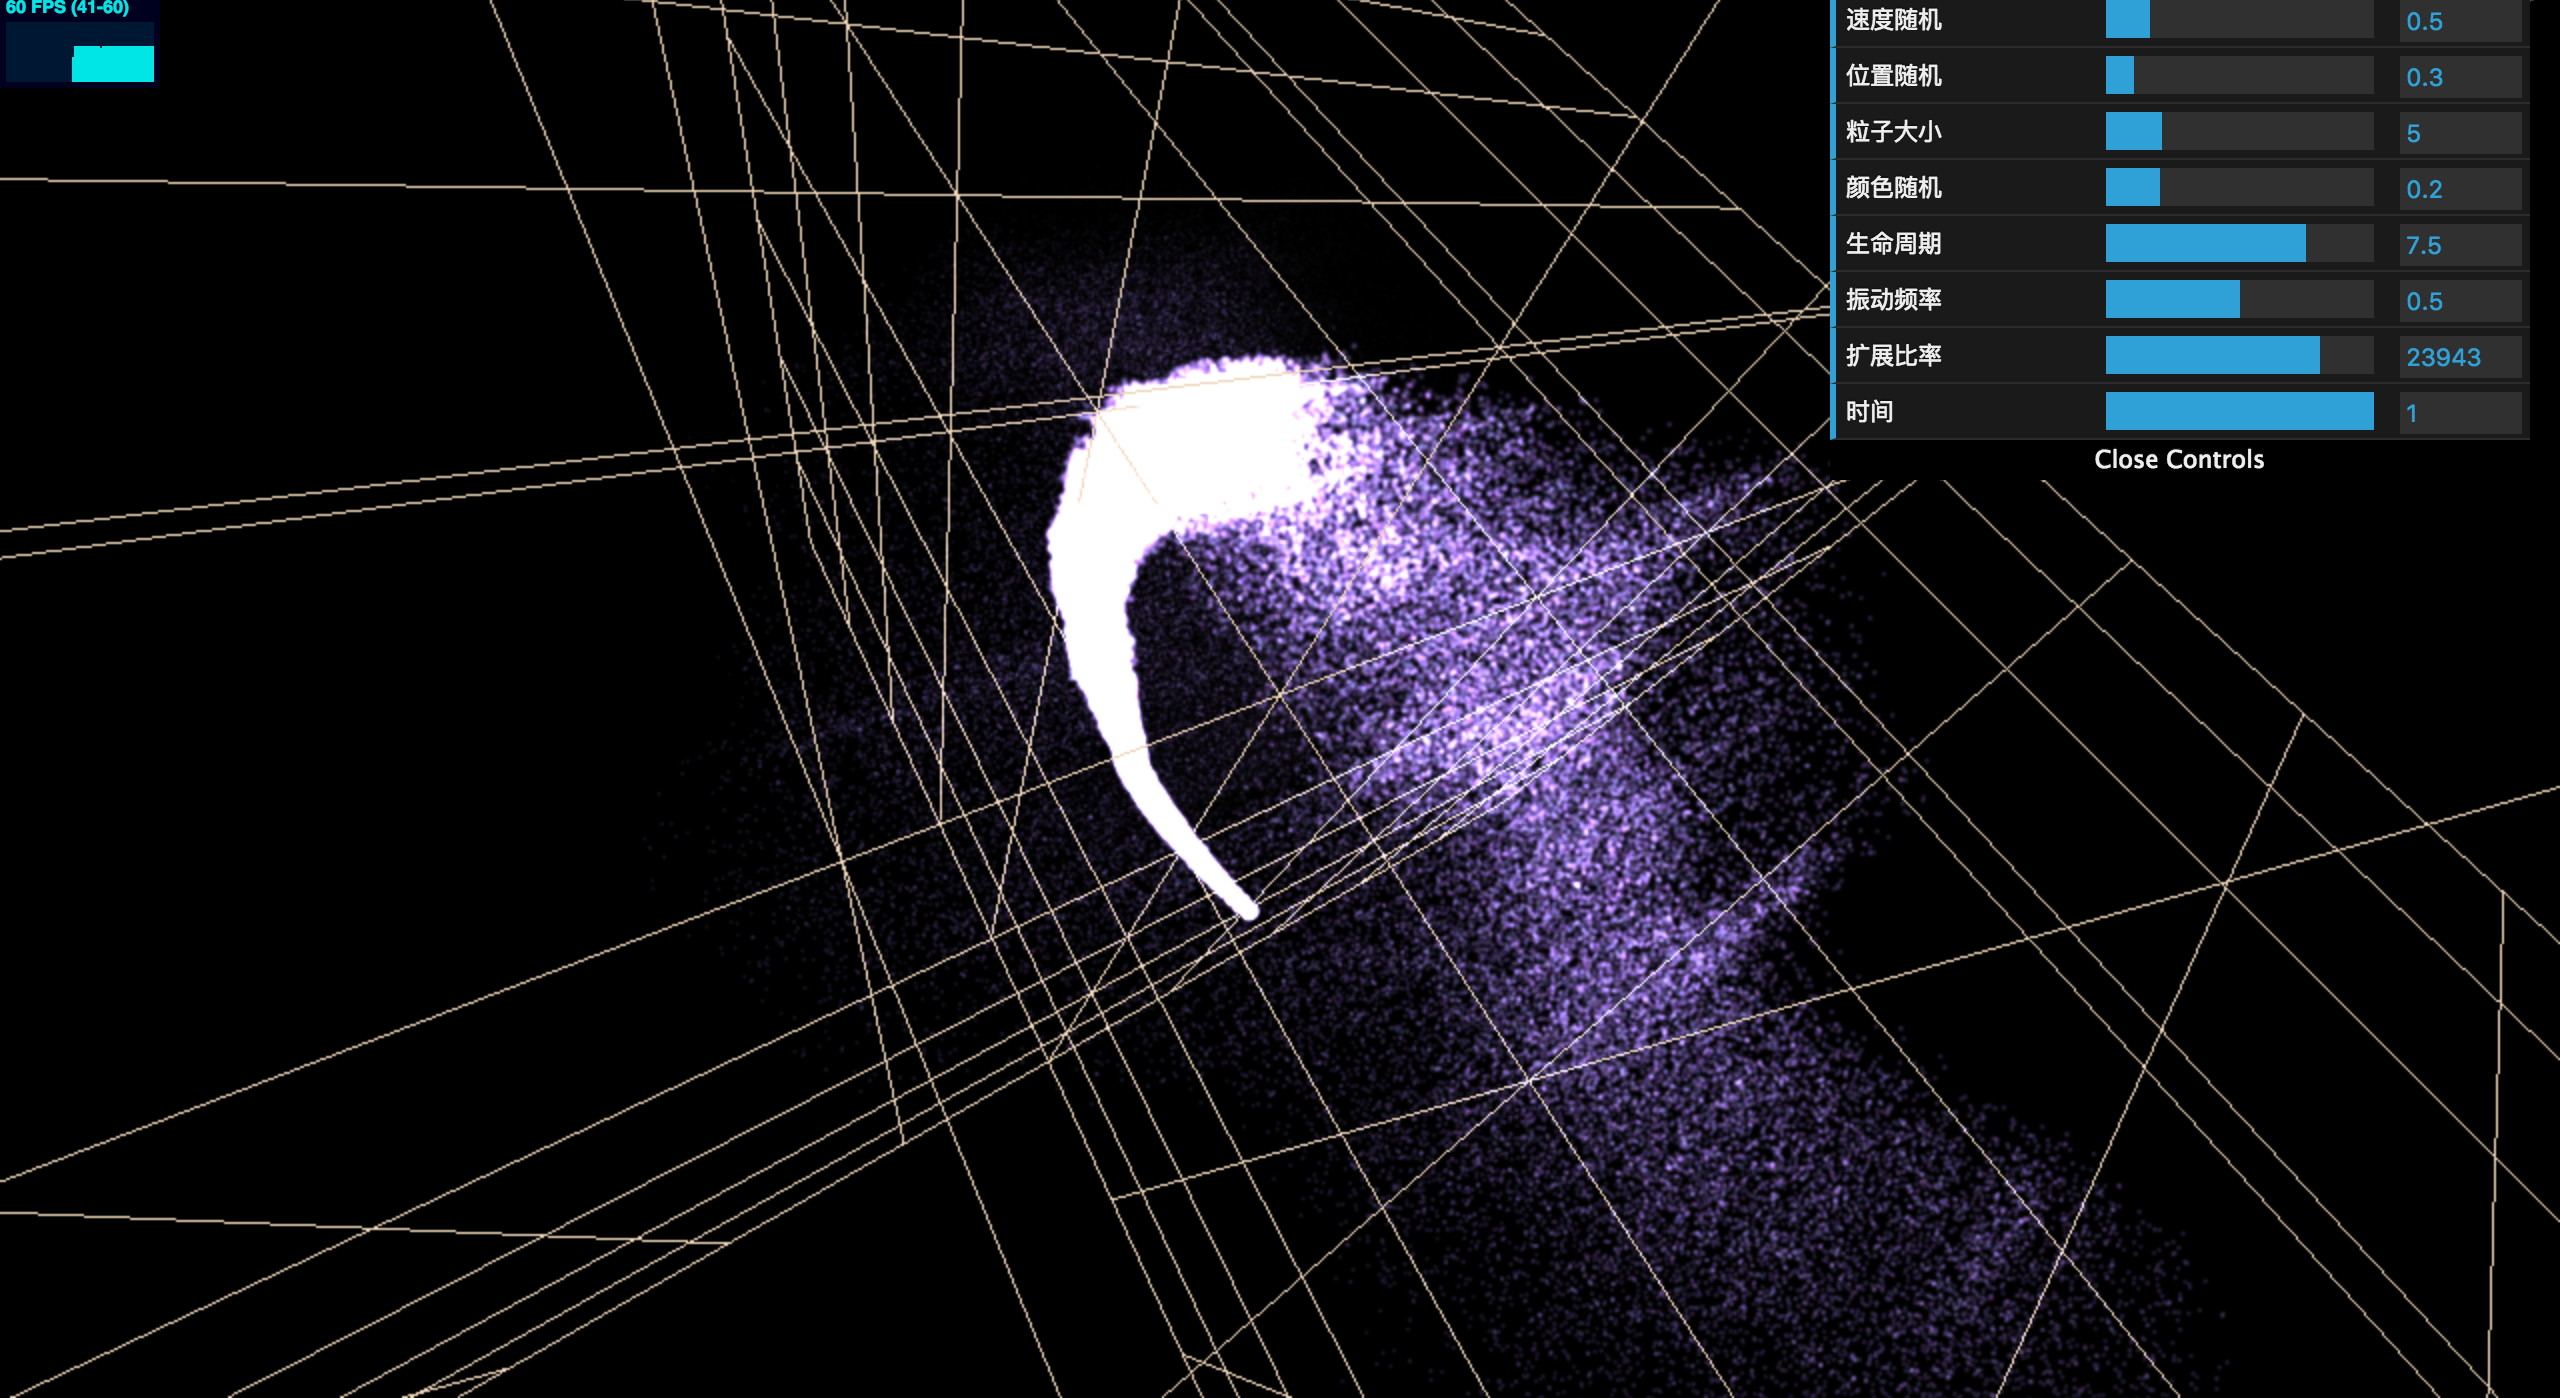 60 FPS (41-60)
速度随机 0.5
位置随机 0.3
粒子大小 5
颜色随机 0.2
生命周期 7.5
振动频率 0.5
扩展比率 23943
时间 1
Close Controls